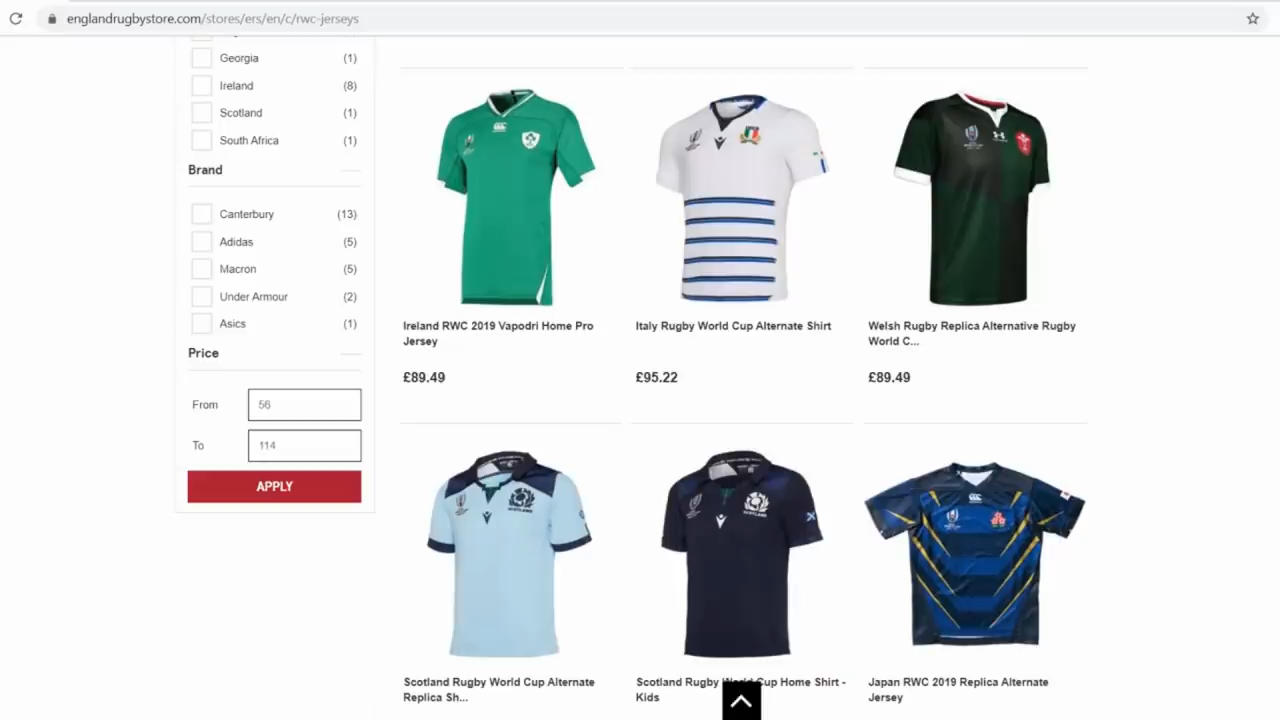 englandrugbystore.com/stores/ers/en/c/rwc-jerseys
Georgia (1)
Ireland (8)
Scotland (1)
South Africa (1)
Brand
Canterbury (13)
Adidas (5)
Macron (5)
Under Armour (2)
Asics (1)
Price
From 56
To 114
APPLY
Ireland RWC 2019 Vapodri Home Pro
Jersey
£89.49
Italy Rugby World Cup Alternate Shirt
£95.22
Welsh Rugby Replica Alternative Rugby
World C...
£89.49
SCOTLAND
Scotland Rugby World Cup Alternate
Replica Sh...
SCOTLAND
Scotland Rugby World Cup Home Shirt -
Kids
Japan RWC 2019 Replica Alternate
Jersey